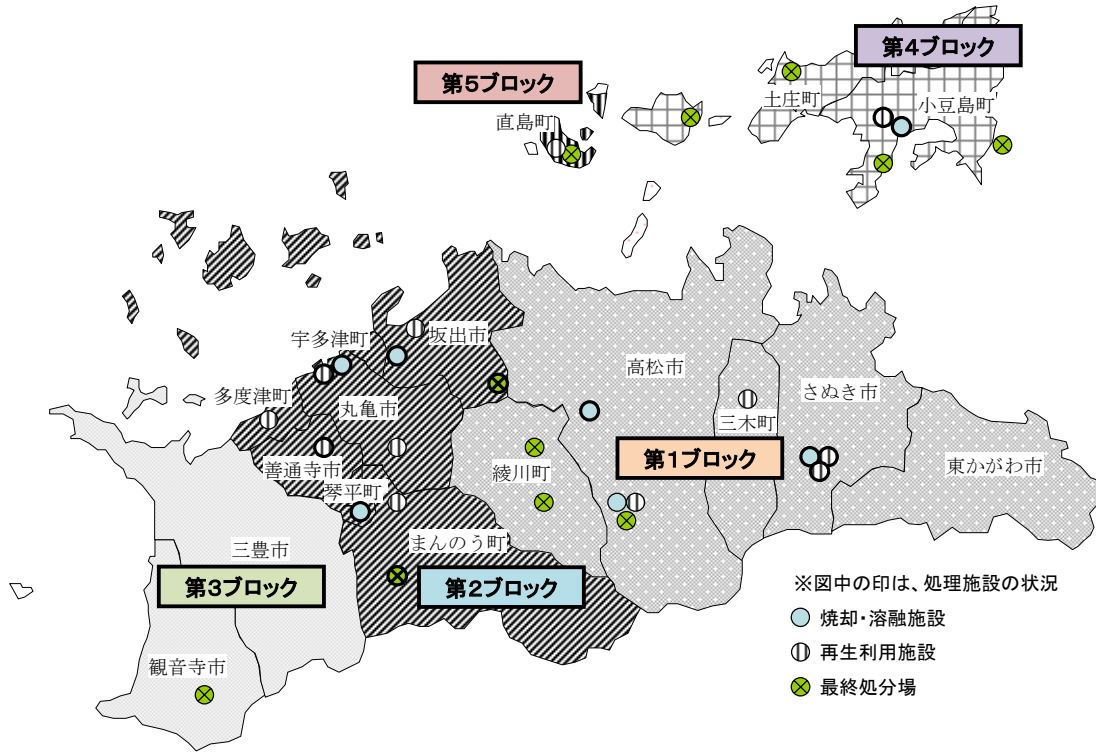 第4ブロック
第5ブロック
土庄町
小豆島町
直島町
宇多津町
坂出市
高松市
多度津町
丸亀市
三木町
さぬき市
第1ブロック
善通寺市
綾川町
東かがわ市
琴平町
三豊市
まんのう町
第3ブロック
第2ブロック
観音寺市
※図中の印は、処理施設の状況
焼却・溶融施設
再生利用施設
最終処分場